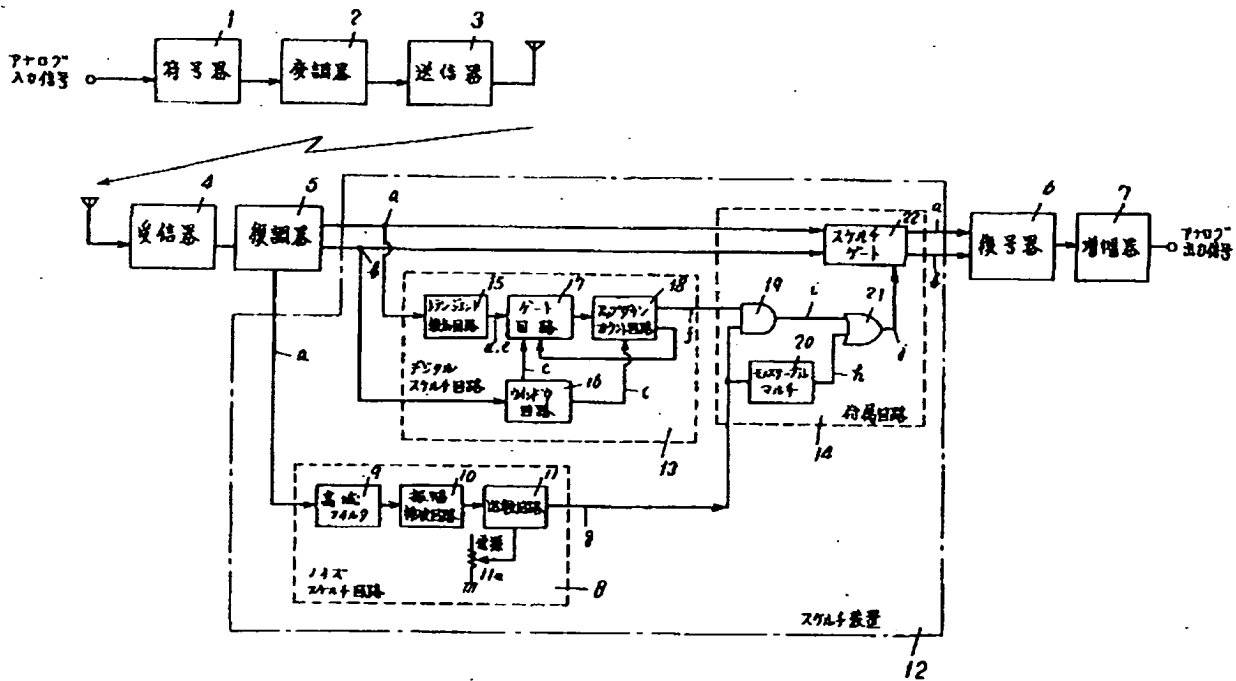 1
2
3
アナログ
入力信号
符号器
変調器
送信器
4
5
a
受信器
復調器
b
22
スケルチ
ゲート
a
b
6
7
復号器
増幅器
アナログ
出力信号
15
17
18
トランジェント
検出回路
ゲート
回路
アップダウン
カウント回路
d,e
f
c
c
デジタル
スケルチ回路
16
ウィンドウ
回路
13
19
i
21
20
モノステーブル
マルチ
h
j
付属回路
14
a
9
10
11
高域
フィルタ
振幅
検波回路
比較回路
g
電源
11a
ノイズ
スケルチ回路
8
スケルチ装置
12